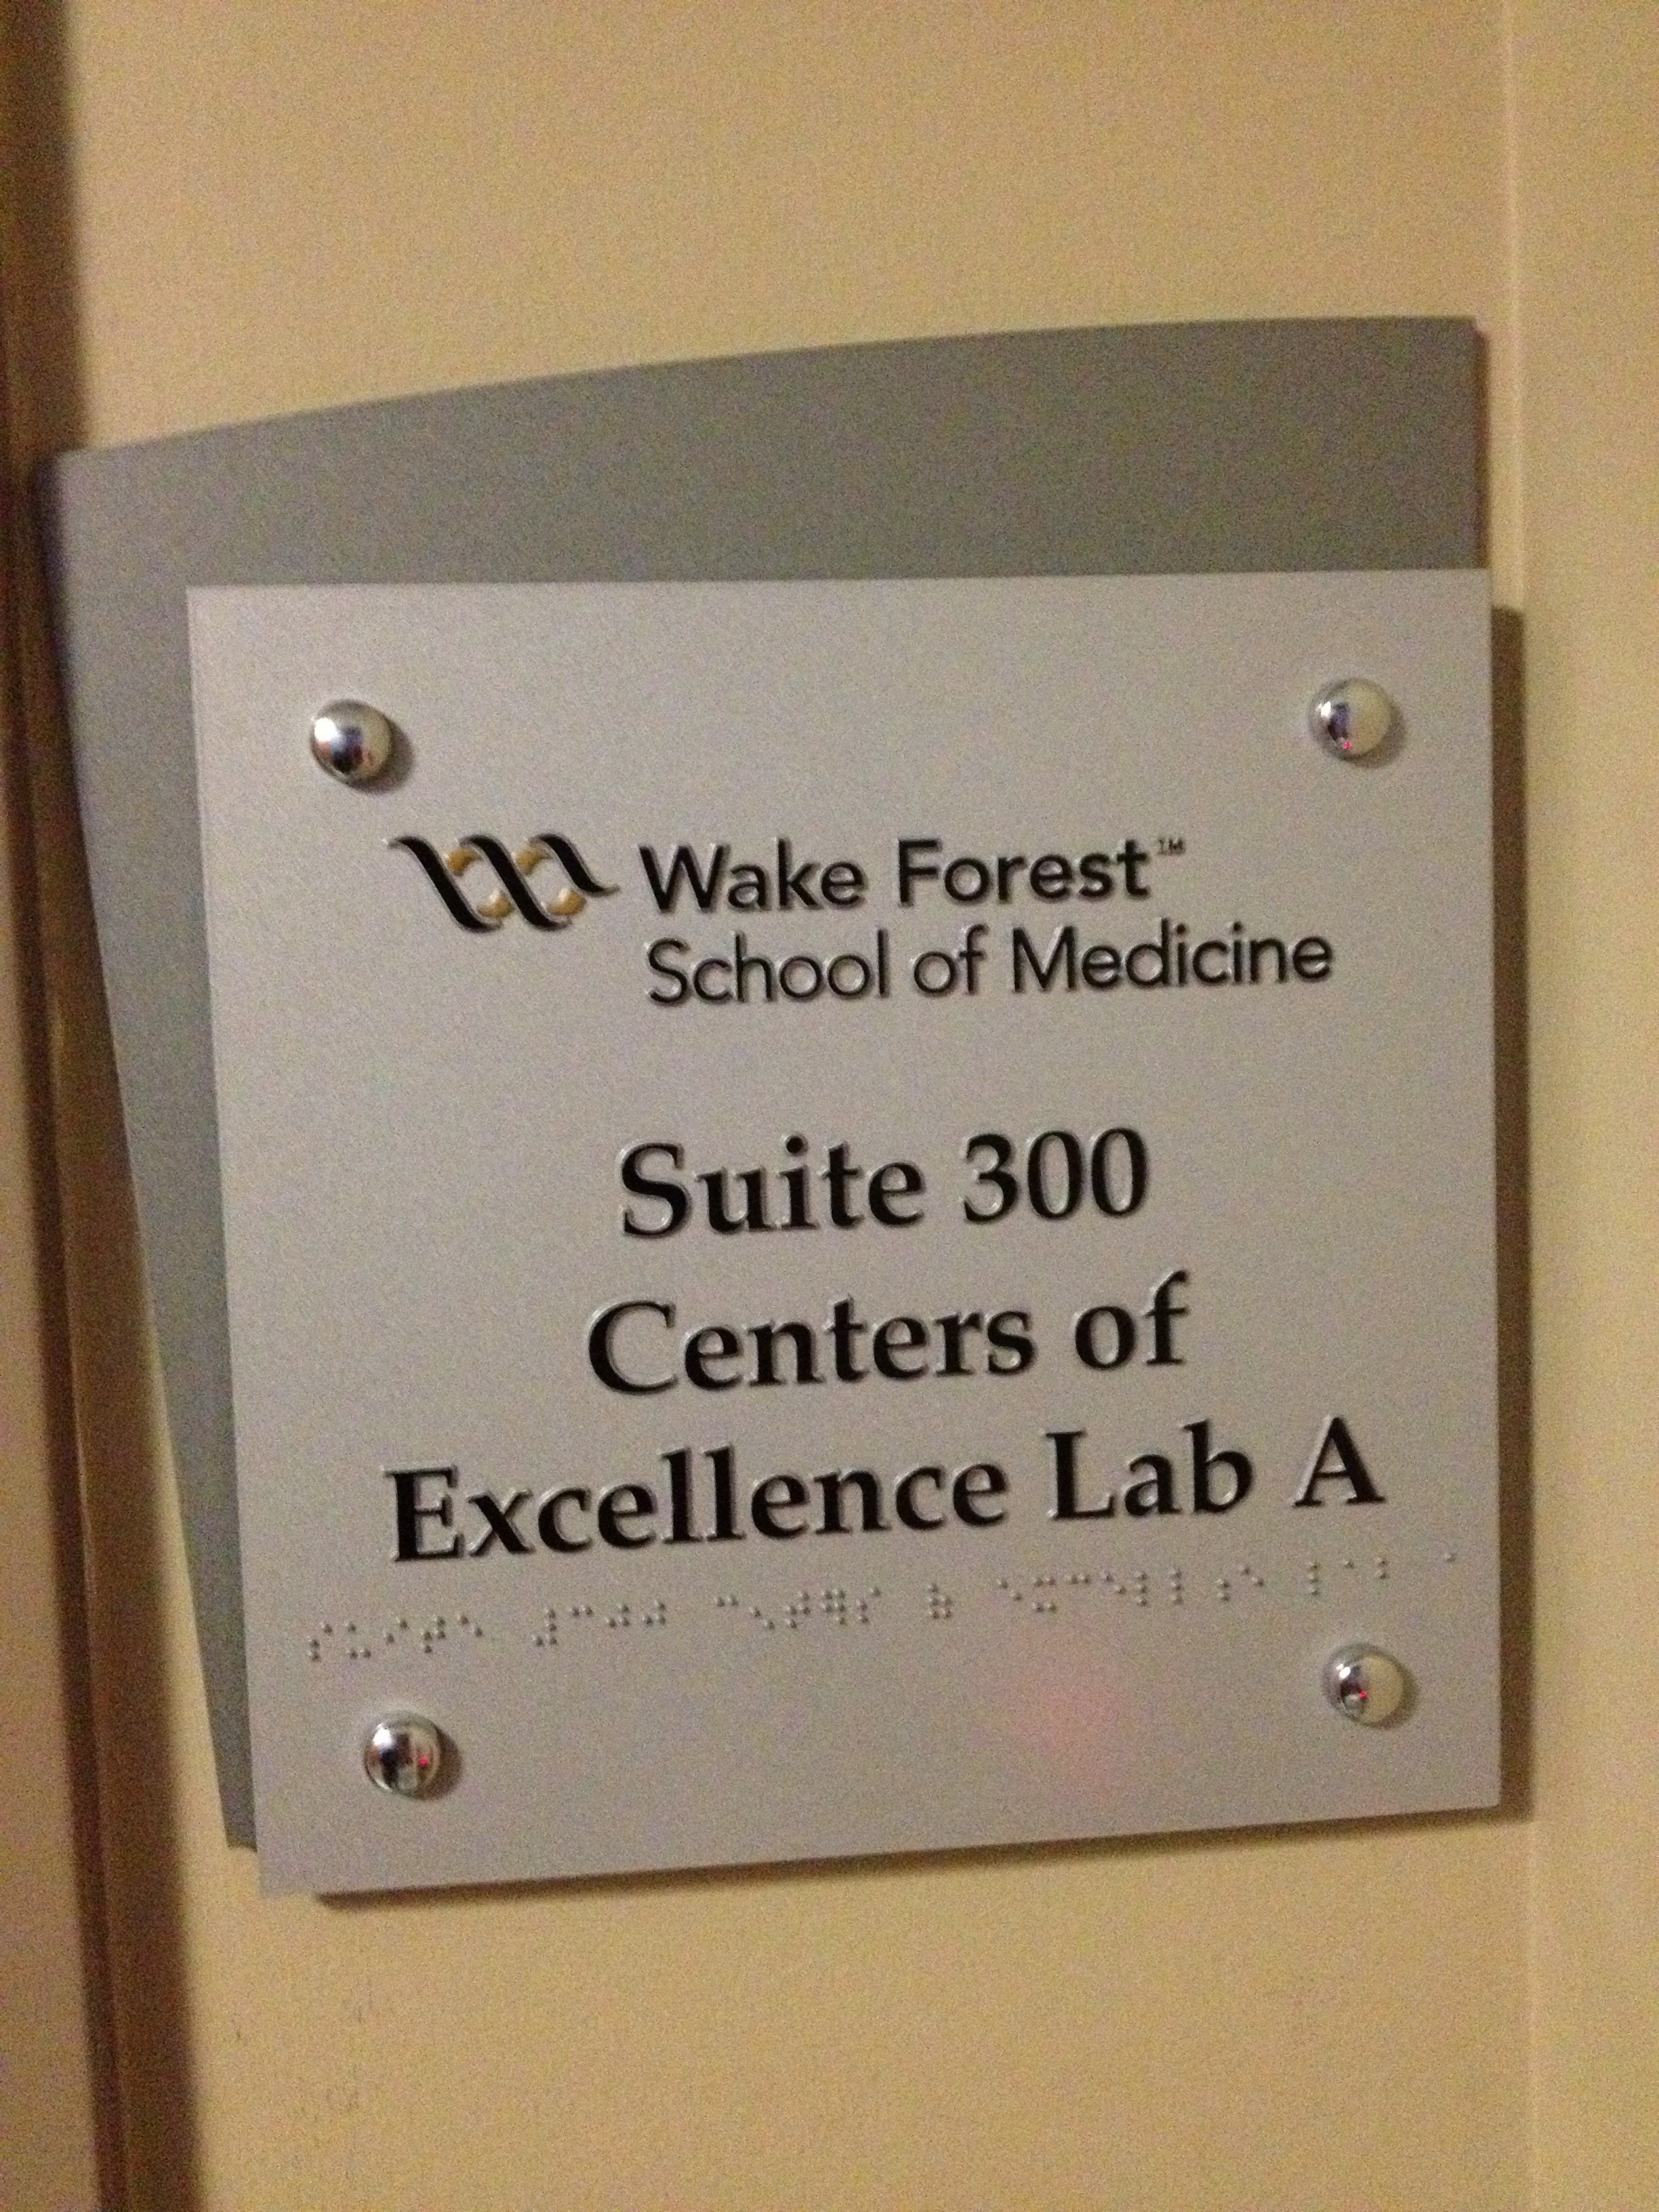 Wake Forest™
School of Medicine
Suite 300
Centers of
Excellence Lab A